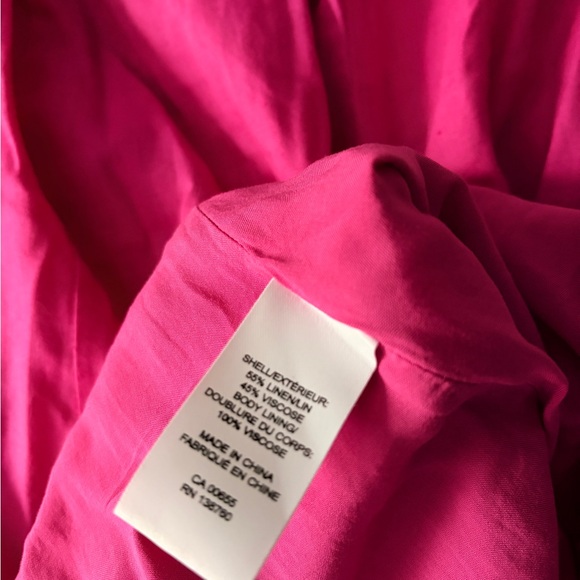 SHELL/EXTÉRIEUR:
55% LINEN/LIN
45% VISCOSE
BODY LINING/
DOUBLURE DU CORPS:
100% VISCOSE
MADE IN CHINA
FABRIQUÉ EN CHINE
CA 00655
RN 138780